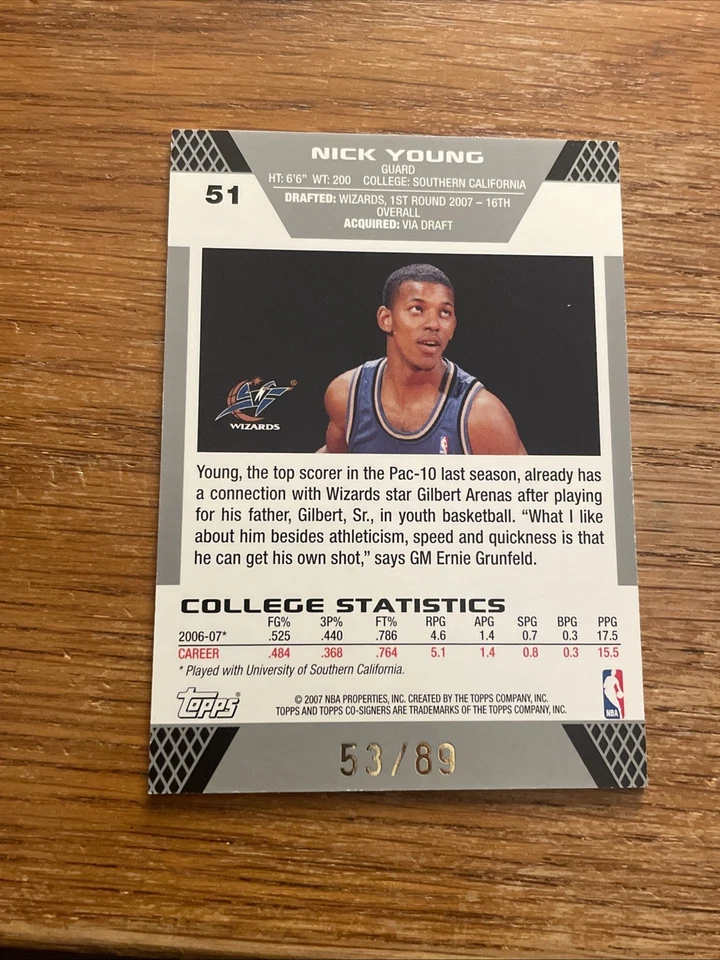 NICK YOUNG
GUARD
HT: 6'6" WT: 200 COLLEGE: SOUTHERN CALIFORNIA
51
DRAFTED: WIZARDS, 1ST ROUND 2007 – 16TH
OVERALL
ACQUIRED: VIA DRAFT
WIZARDS
Young, the top scorer in the Pac-10 last season, already has
a connection with Wizards star Gilbert Arenas after playing
for his father, Gilbert, Sr., in youth basketball. “What I like
about him besides athleticism, speed and quickness is that
he can get his own shot,” says GM Ernie Grunfeld.
COLLEGE STATISTICS
FG% 3P% FT% RPG APG SPG BPG PPG
2006-07* .525 .440 .786 4.6 1.4 0.7 0.3 17.5
CAREER .484 .368 .764 5.1 1.4 0.8 0.3 15.5
* Played with University of Southern California.
Topps®
© 2007 NBA PROPERTIES, INC. CREATED BY THE TOPPS COMPANY, INC.
TOPPS AND TOPPS CO-SIGNERS ARE TRADEMARKS OF THE TOPPS COMPANY, INC.
NBA
53/89